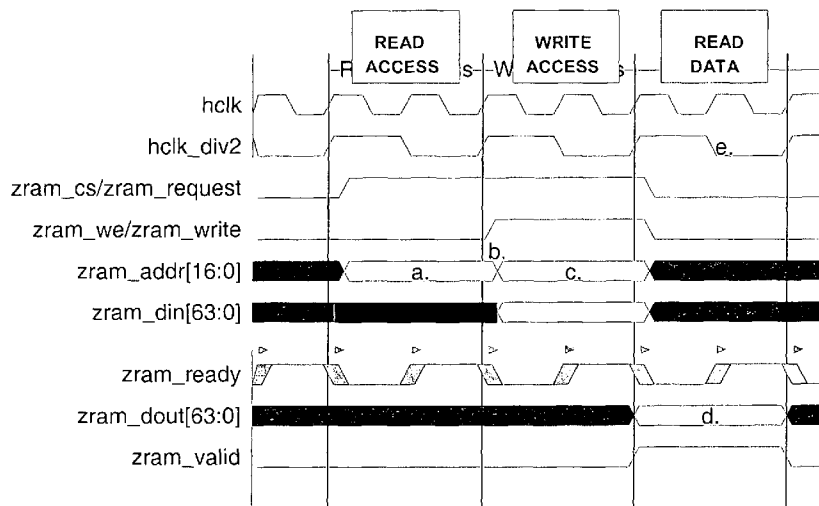 READ
ACCESS
WRITE
ACCESS
READ
DATA
R s W s
hclk
hclk_div2
e.
zram_cs/zram_request
zram_we/zram_write
b.
zram_addr[16:0]
a.
c.
zram_din[63:0]
zram_ready
zram_dout[63:0]
d.
zram_valid